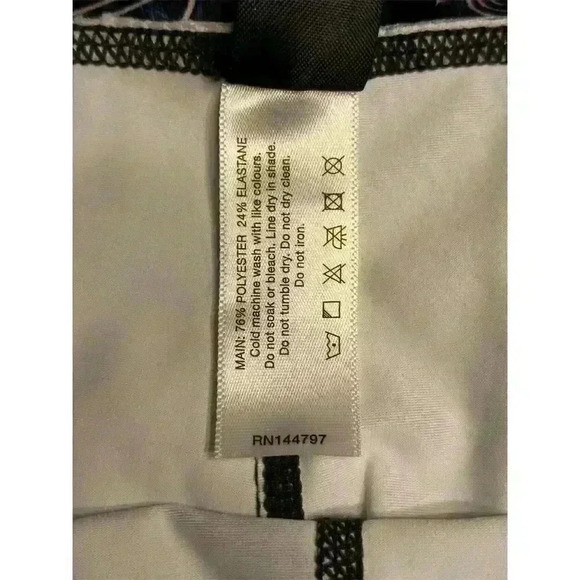 MAIN: 76% POLYESTER 24% ELASTANE
Cold machine wash with like colours.
Do not soak or bleach. Line dry in shade.
Do not tumble dry. Do not dry clean.
Do not iron.
RN144797